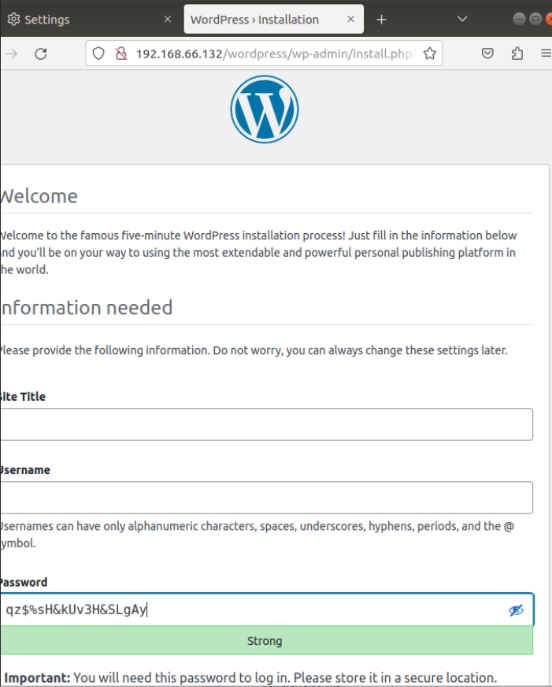 Settings
WordPress › Installation
192.168.66.132/wordpress/wp-admin/install.php?
Welcome
Welcome to the famous five-minute WordPress installation process! Just fill in the information below
and you'll be on your way to using the most extendable and powerful personal publishing platform in
the world.
Information needed
Please provide the following information. Do not worry, you can always change these settings later.
Site Title
Username
Usernames can have only alphanumeric characters, spaces, underscores, hyphens, periods, and the @
symbol.
Password
qz$%sH&kUv3H&SLgAy
Strong
Important: You will need this password to log in. Please store it in a secure location.